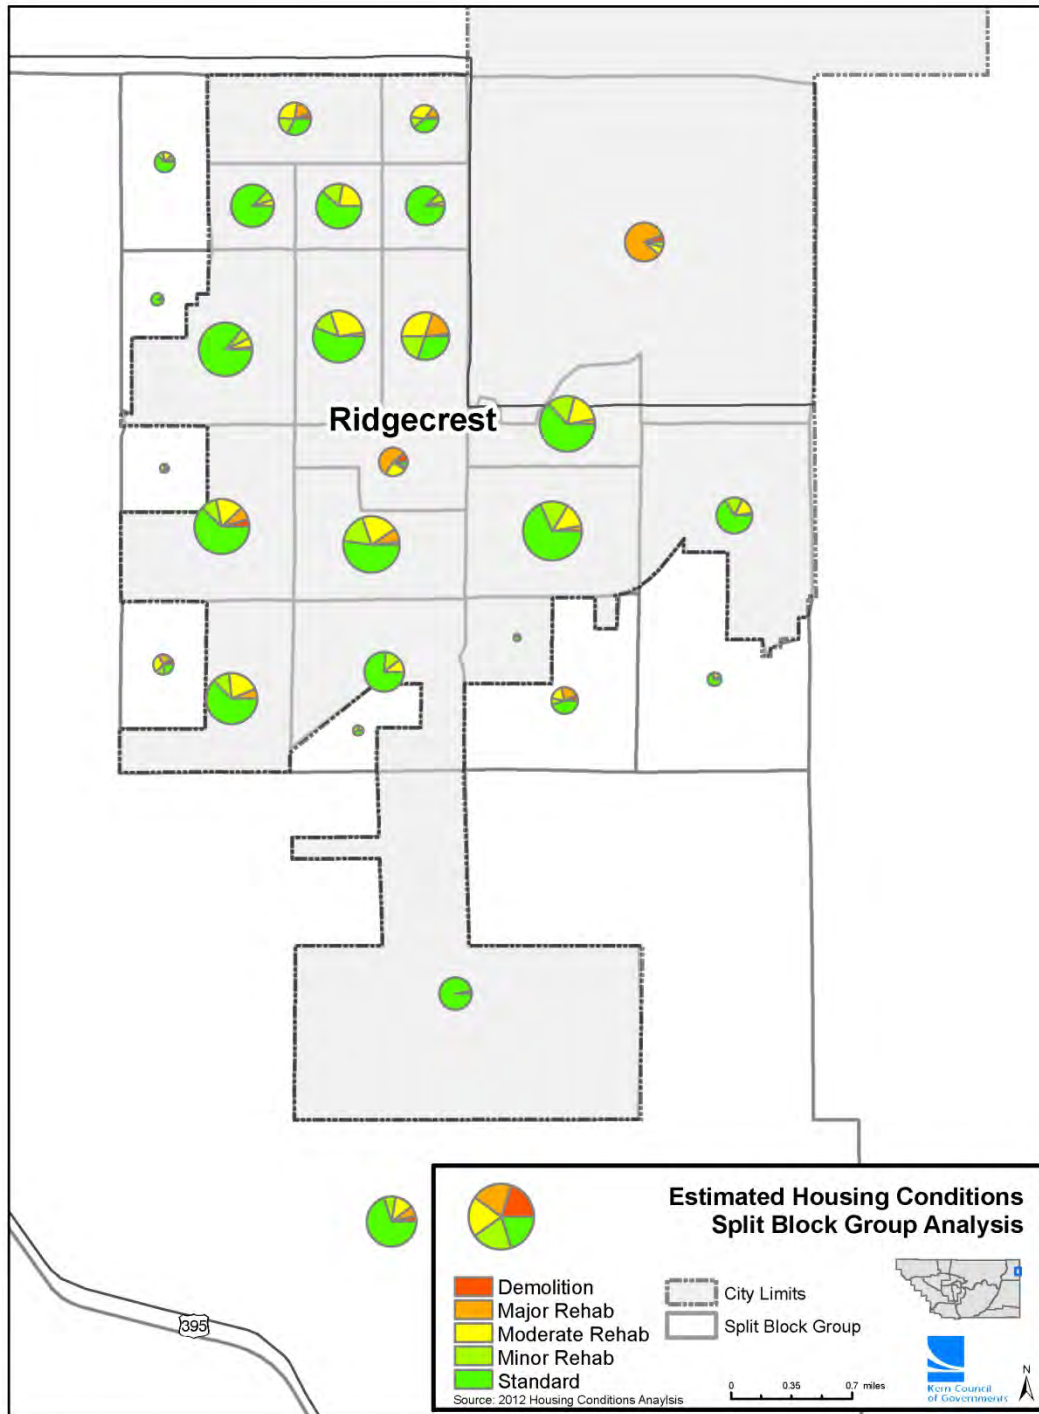 Ridgecrest
395
Estimated Housing Conditions
Split Block Group Analysis
Demolition
Major Rehab
Moderate Rehab
Minor Rehab
Standard
City Limits
Split Block Group
Source: 2012 Housing Conditions Anaylsis
0 0.35 0.7 miles
Kern Council
of Governments
N